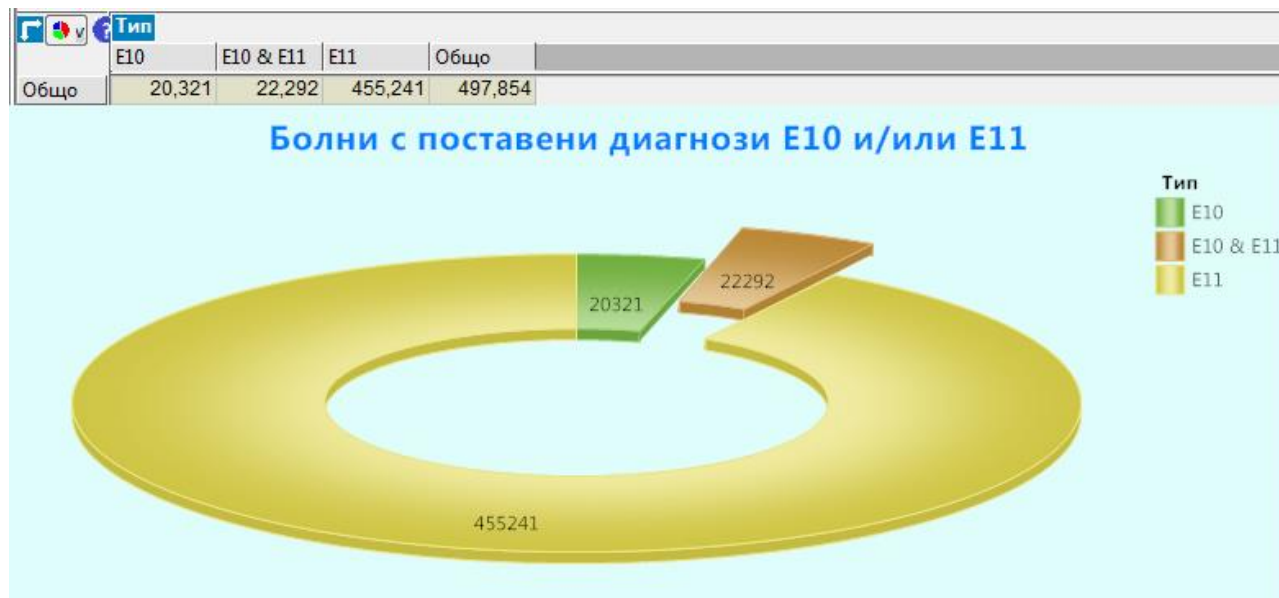 v ? Тип
E10 E10 & E11 E11 Общо
Общо 20,321 22,292 455,241 497,854
Болни с поставени диагнози E10 и/или E11
Тип
E10
E10 & E11
E11
22292
20321
455241